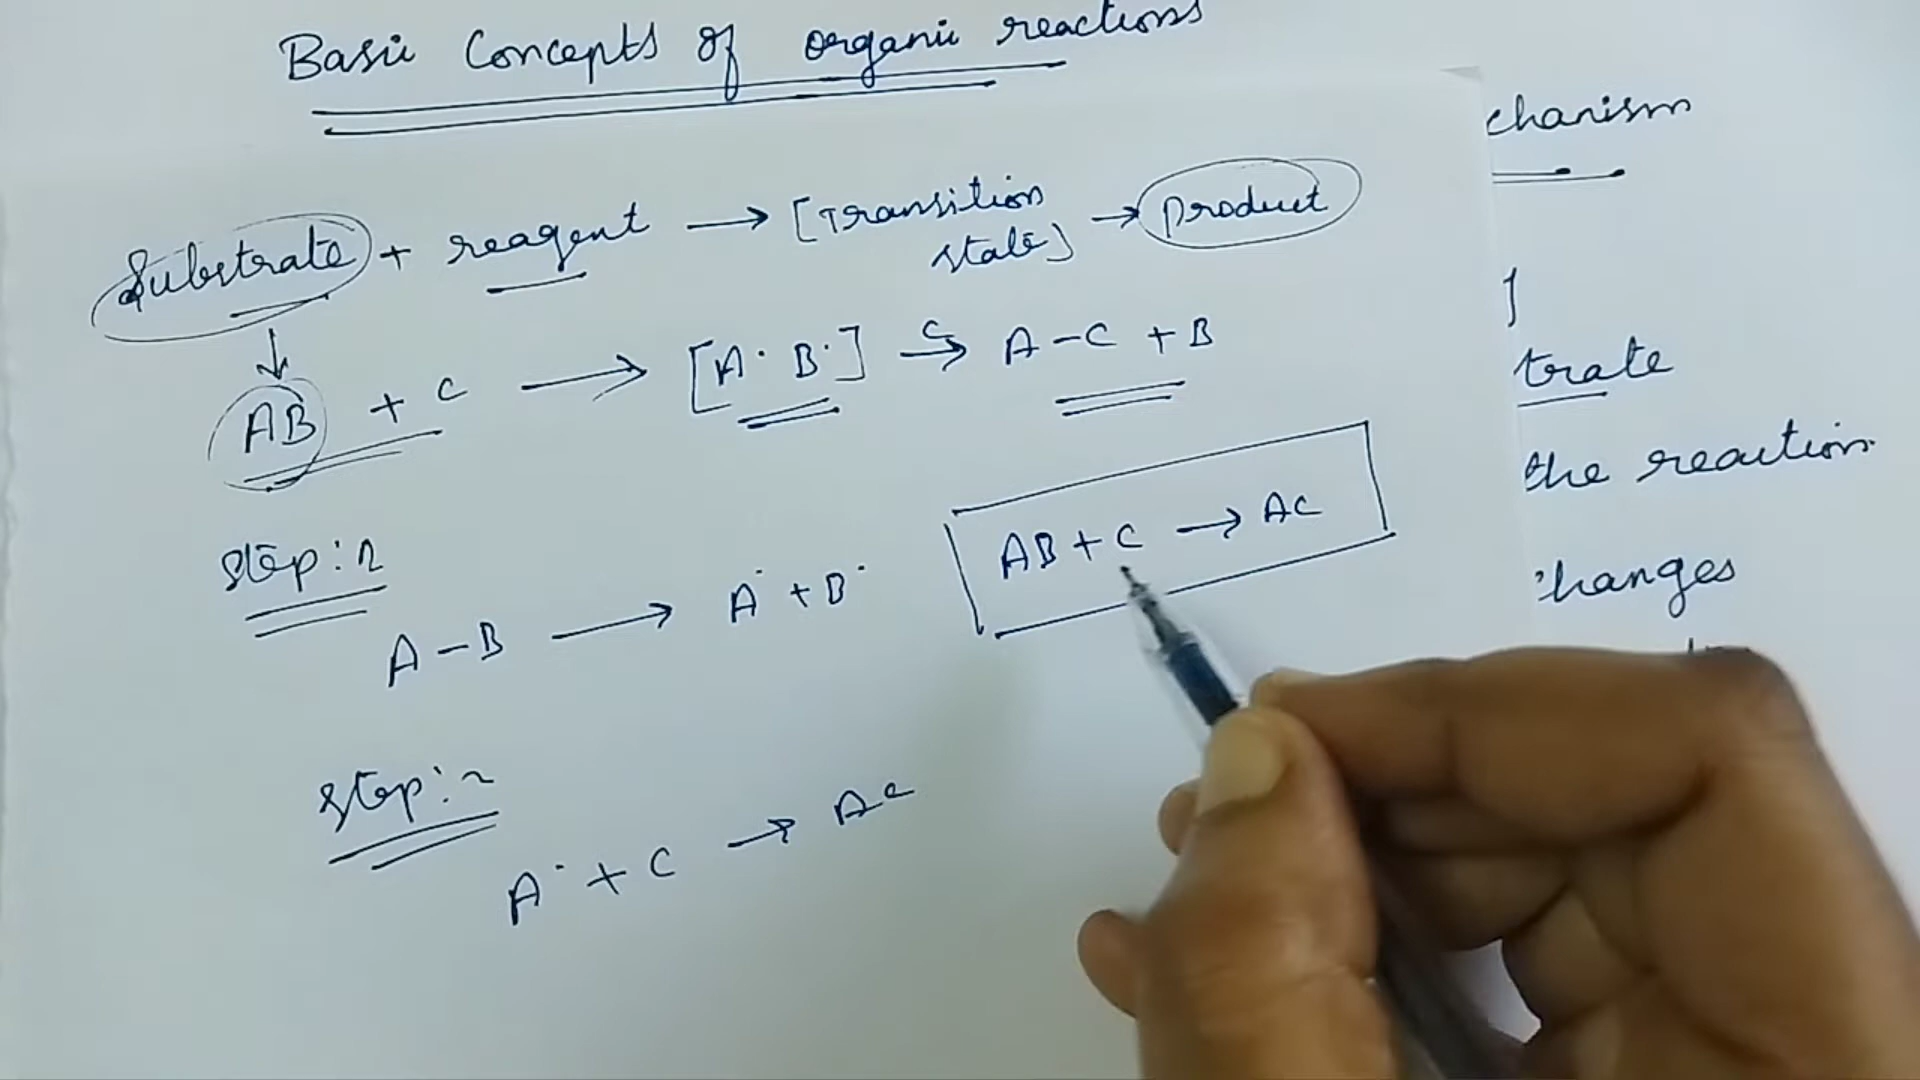 Basic Concepts of organic reactions
chanism
Substrate + reagent → [Transition state] → product
AB + C → [A· B·] →C A–C + B
trate
the reaction
AB + C → AC
Step:1
A – B → A· + B·
hanges
Step:2
A· + C → AC